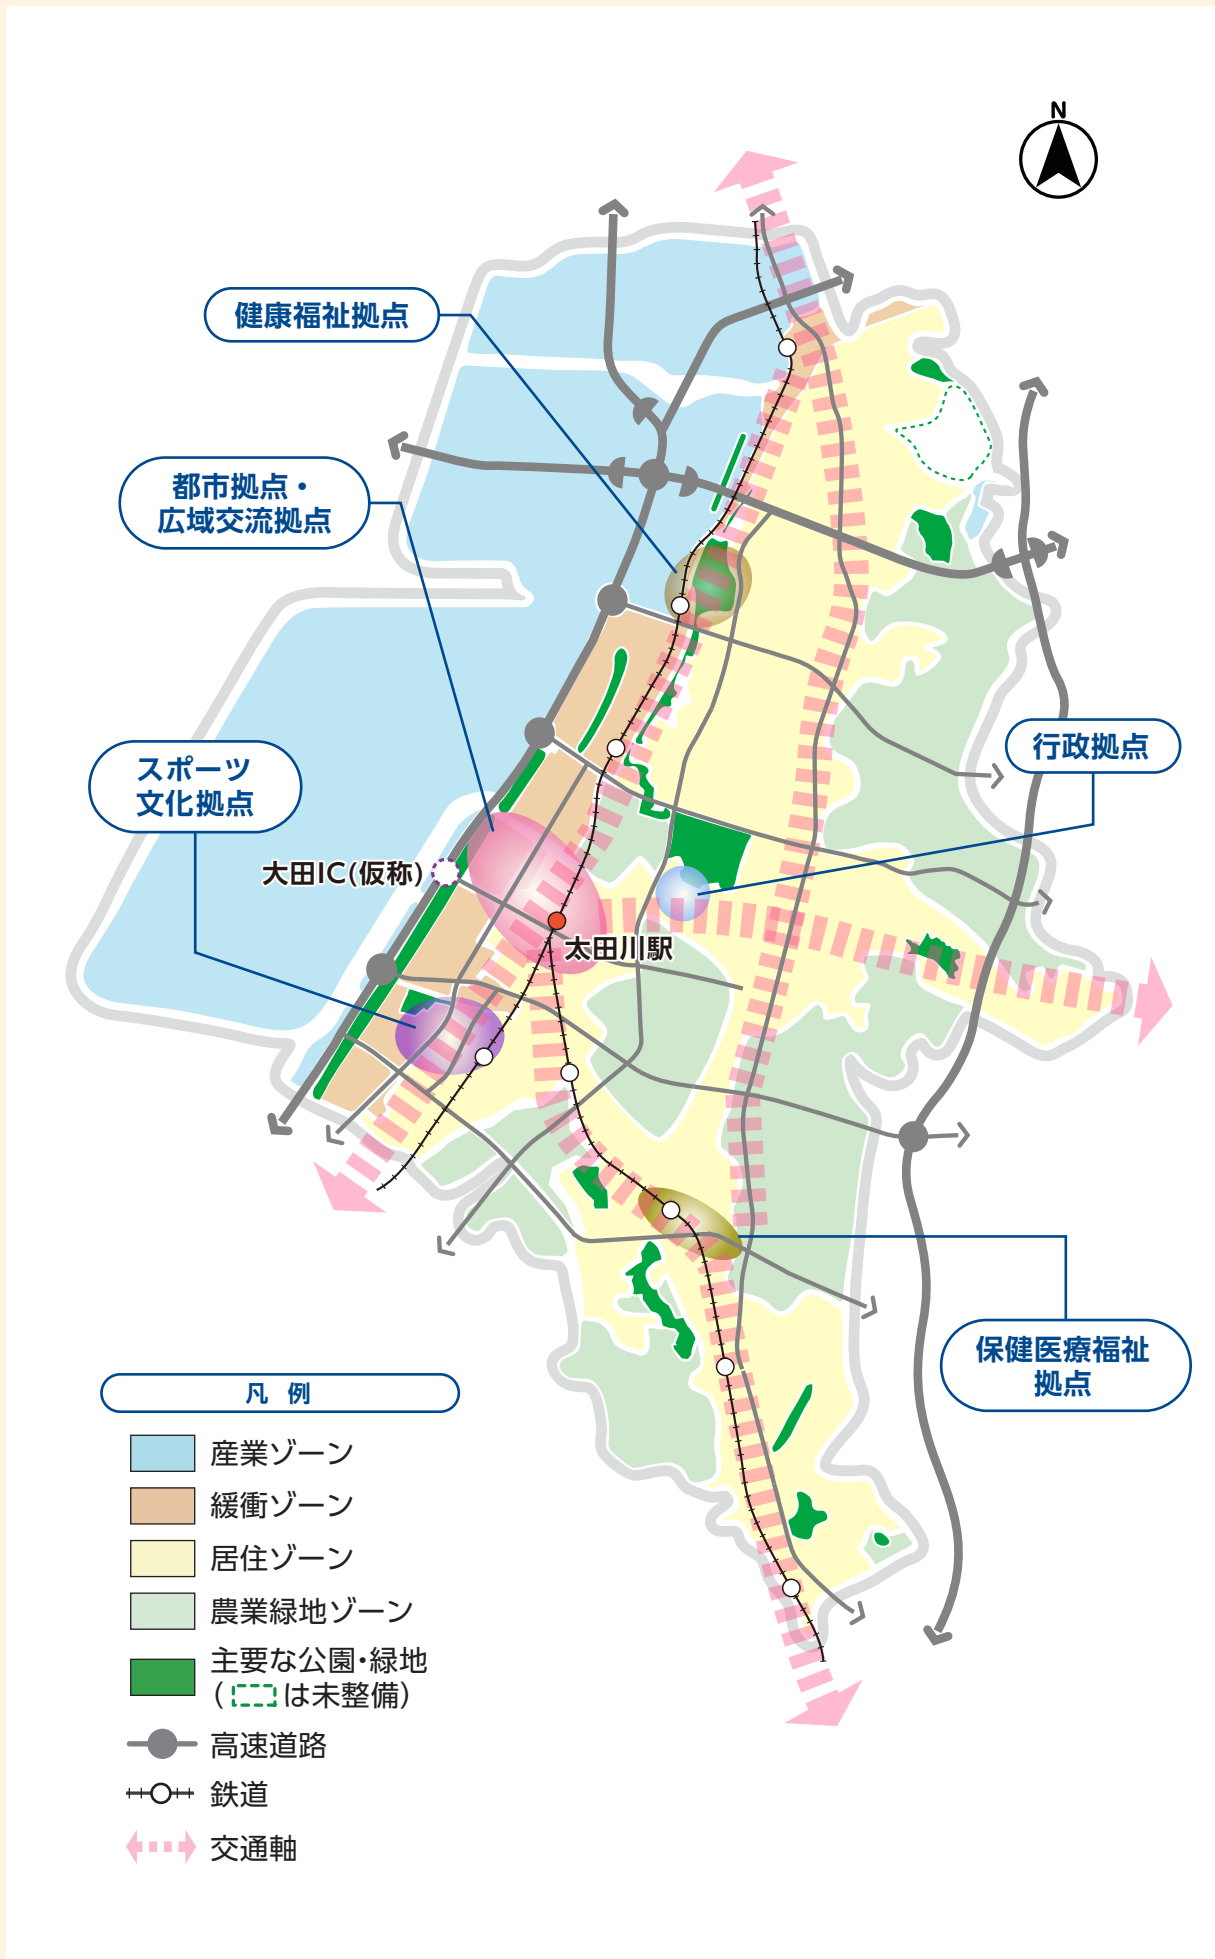 N
健康福祉拠点
都市拠点・
広域交流拠点
行政拠点
スポーツ
文化拠点
大田IC(仮称)
太田川駅
保健医療福祉
拠点
凡 例
産業ゾーン
緩衝ゾーン
居住ゾーン
農業緑地ゾーン
主要な公園・緑地
( は未整備)
高速道路
鉄道
交通軸